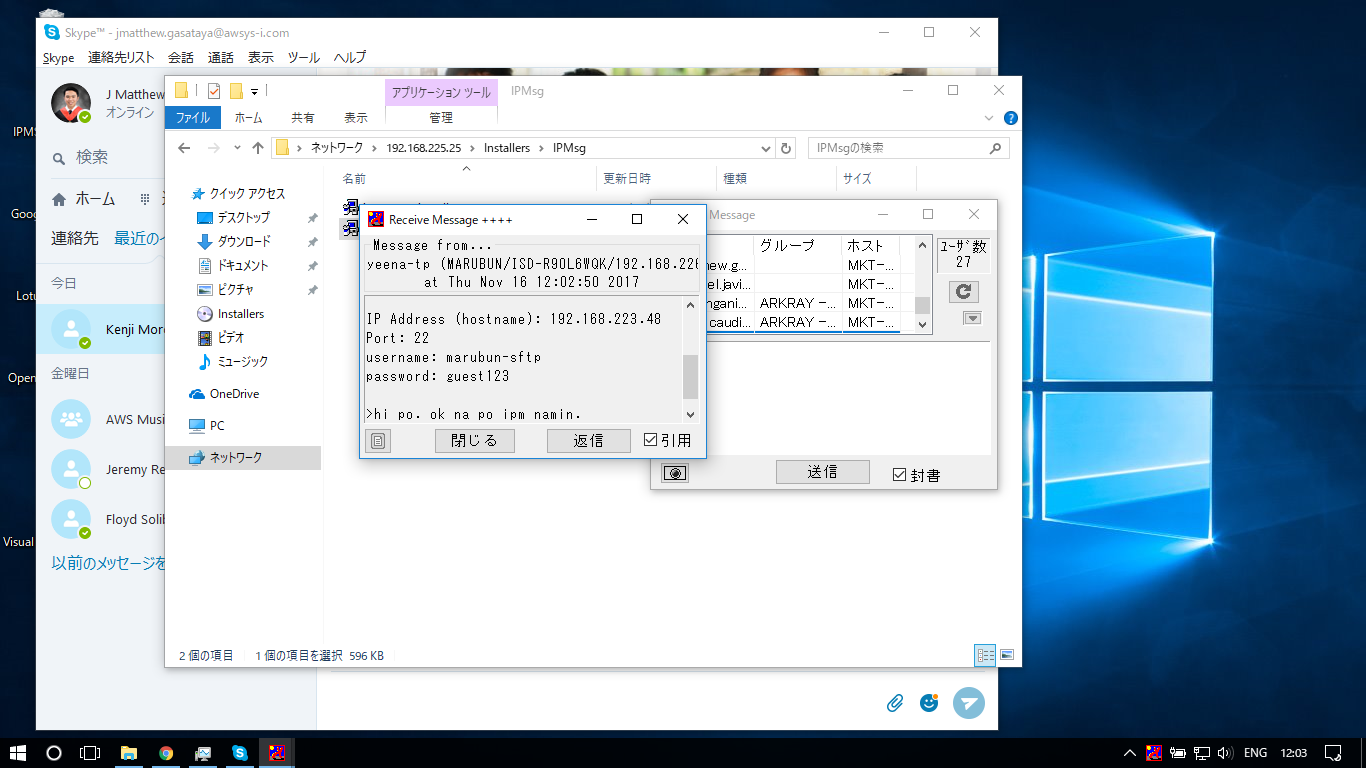 Skype™ - jmatthew.gasataya@awsys-i.com
Skype 連絡先リスト 会話 通話 表示 ツール ヘルプ
J Matthew
オンライン
検索
ホーム
連絡先 最近の
今日
Kenji
金曜日
AWS
Jeremy
Floyd
以前のメッセージを
アプリケーション ツール IPMsg
ファイル ホーム 共有 表示 管理
ネットワーク > 192.168.225.25 > Installers > IPMsg
IPMsgの検索
名前 更新日時 種類 サイズ
クイック アクセス
デスクトップ
ダウンロード
ドキュメント
ピクチャ
Installers
ビデオ
ミュージック
OneDrive
PC
ネットワーク
2 個の項目 1 個の項目を選択 596 KB
Receive Message ++++
Message from...
yeena-tp (MARUBUN/ISD-R90L6WQK/192.168.226
at Thu Nov 16 12:02:50 2017
IP Address (hostname): 192.168.223.48
Port: 22
username: marubun-sftp
password: guest123
>hi po. ok na po ipm namin.
閉じる 返信 引用
Message
グループ ホスト
ew.g... MKT-...
el.javi... MKT-...
ngani... ARKRAY -... MKT-...
caudi... ARKRAY -... MKT-...
ﾕｰｻﾞ数
27
送信 封書
IPMS
Goog
Lotu
Open
Visual
ENG 12:03